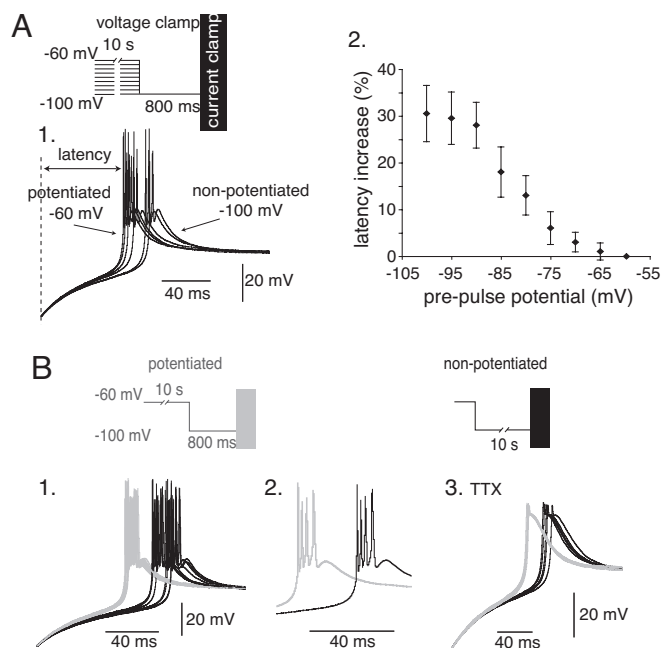 A
voltage clamp
-60 mV
10 s
-100 mV
800 ms
current clamp
1.
latency
potentiated
-60 mV
non-potentiated
-100 mV
40 ms
20 mV
2.
latency increase (%)
40
30
20
10
0
-105
-95
-85
-75
-65
-55
pre-pulse potential (mV)
B
potentiated
-60 mV
10 s
-100 mV
800 ms
non-potentiated
10 s
1.
40 ms
20 mV
2.
40 ms
3. TTX
40 ms
20 mV